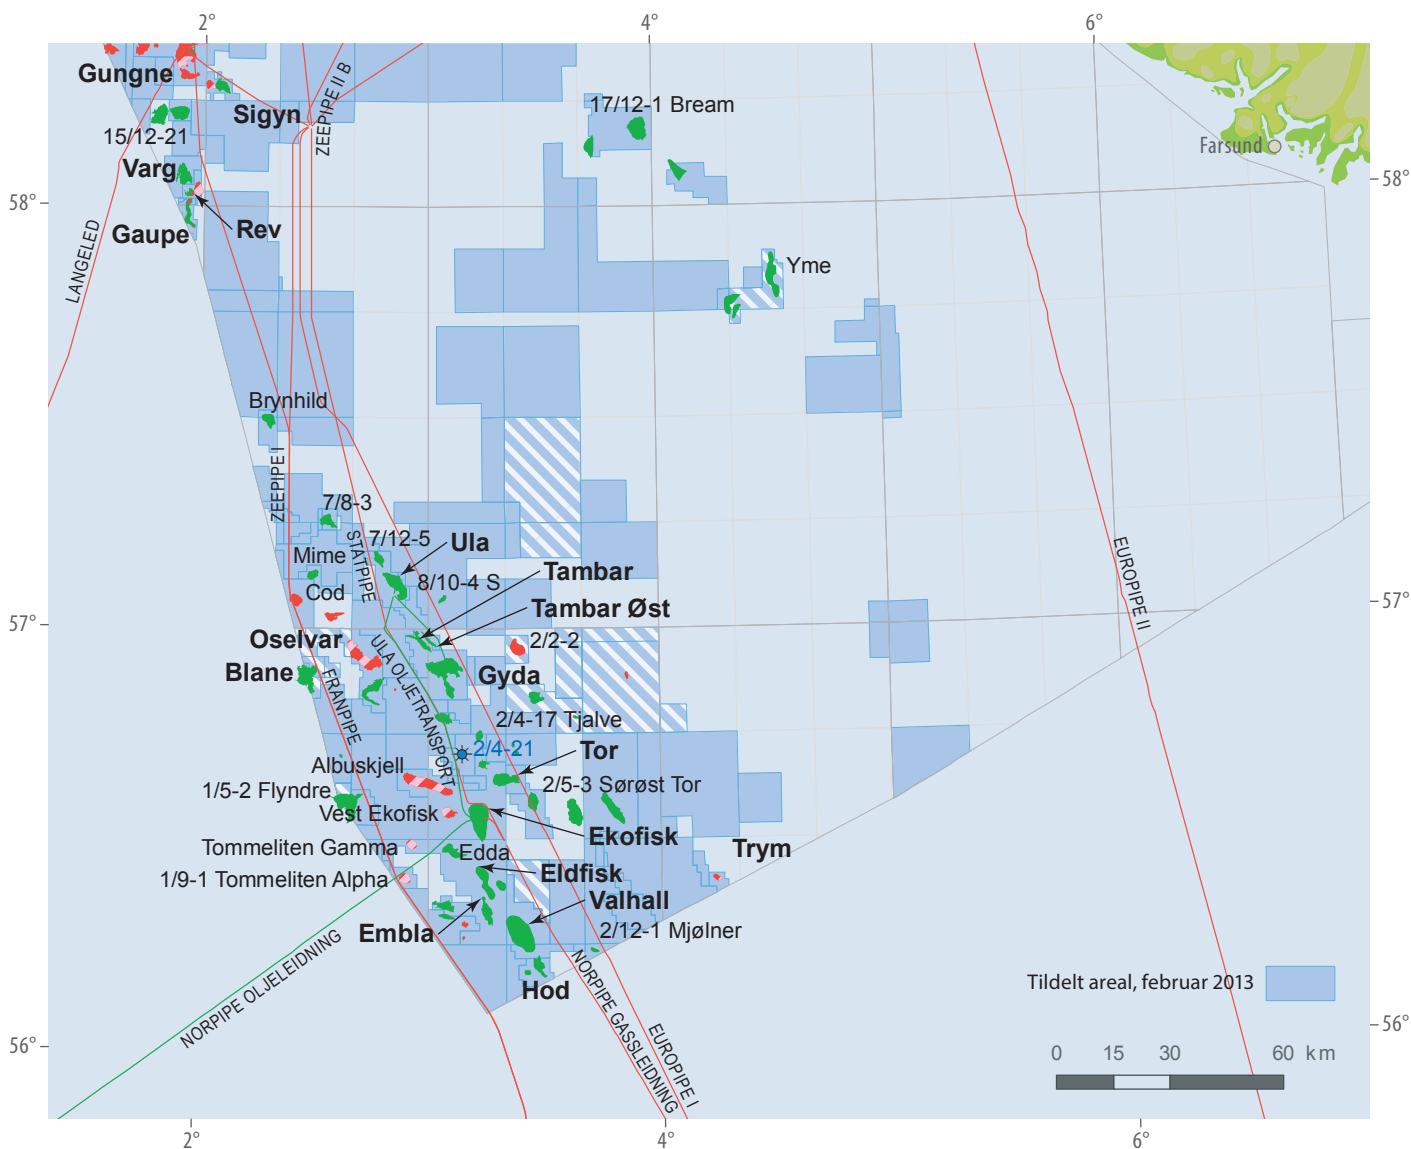 2°
4°
6°
Gungne
Sigyn
ZEEPIPE II B
17/12-1 Bream
15/12-21
Farsund
Varg
58°
58°
Rev
Gaupe
LANGELED
Yme
Brynhild
ZEEPIPE I
7/8-3
STATPIPE
7/12-5
Ula
Mime
Tambar
8/10-4 S
Cod
Tambar Øst
EUROPIPE II
57°
57°
Oselvar
2/2-2
ULA OLJETRANSPORT
Blane
Gyda
FRANPIPE
2/4-17 Tjalve
2/4-21
Tor
Albuskjell
2/5-3 Sørøst Tor
1/5-2 Flyndre
Vest Ekofisk
Ekofisk
Tommeliten Gamma
Edda
Trym
Eldfisk
1/9-1 Tommeliten Alpha
Valhall
Embla
2/12-1 Mjølner
NORPIPE OLJELEIDNING
Hod
NORPIPE GASSLEIDNING
EUROPIPE I
Tildelt areal, februar 2013
56°
56°
0 15 30 60 km
2°
4°
6°